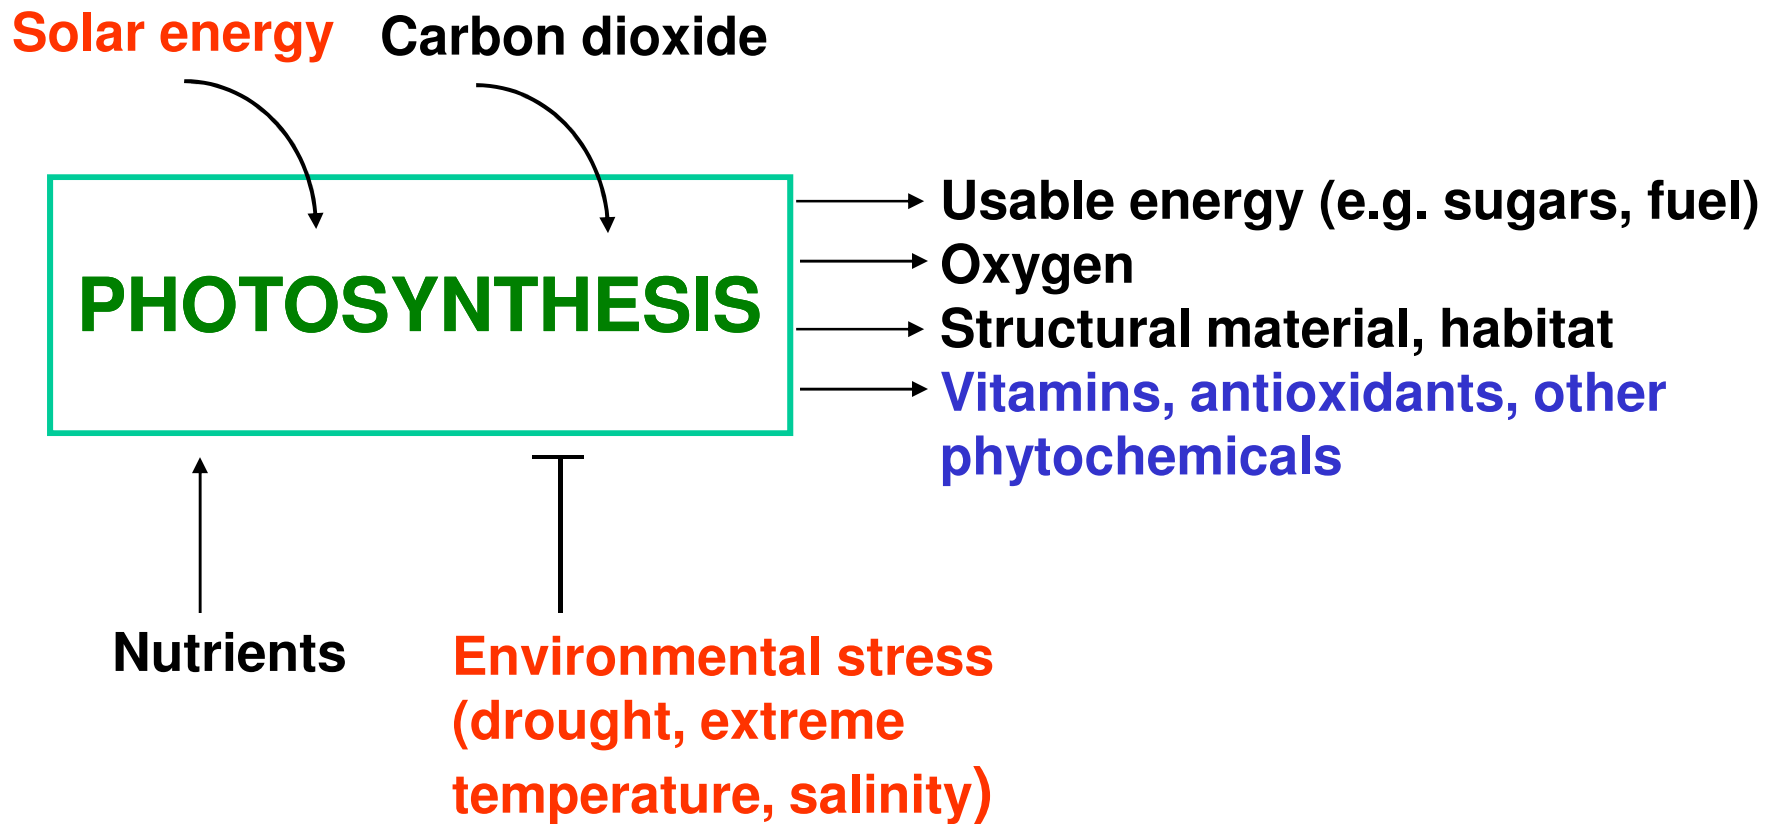 Solar energy
Carbon dioxide
PHOTOSYNTHESIS
Usable energy (e.g. sugars, fuel)
Oxygen
Structural material, habitat
Vitamins, antioxidants, other
phytochemicals
Nutrients
Environmental stress
(drought, extreme
temperature, salinity)